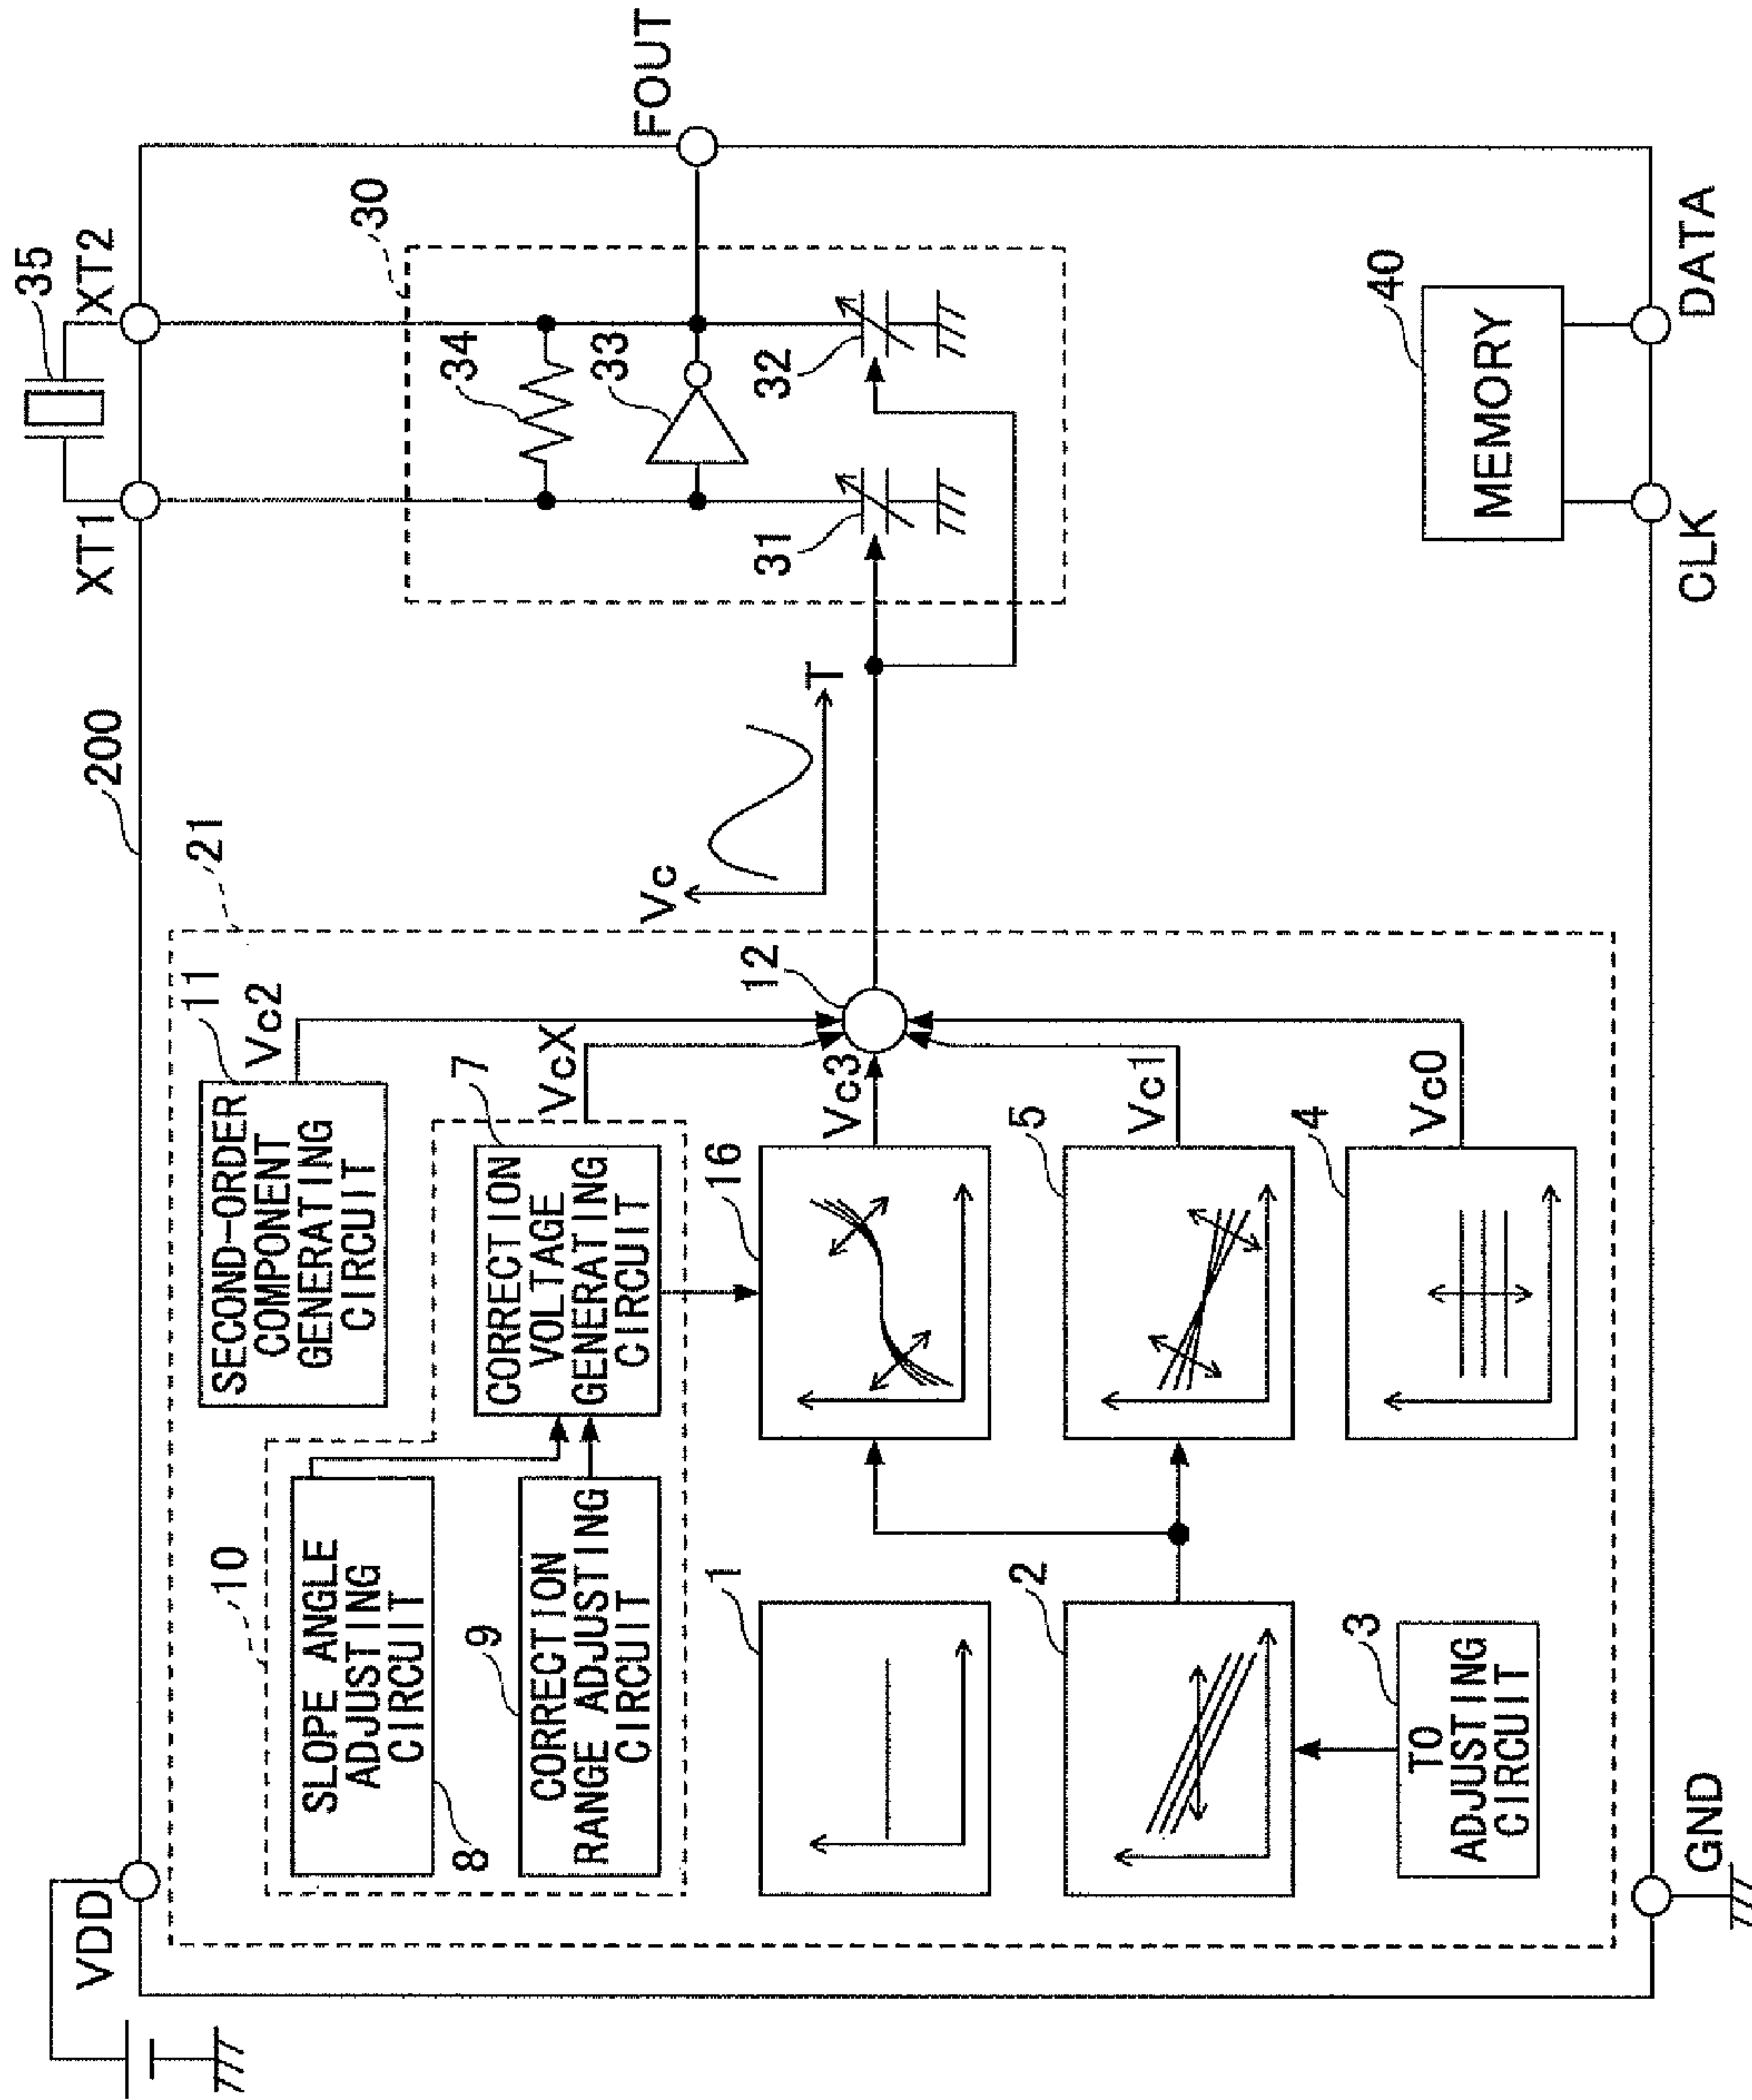 VDD
200
XT1
35
XT2
FOUT
21
10
SLOPE ANGLE
ADJUSTING
CIRCUIT
8
SECOND-ORDER
COMPONENT
GENERATING
CIRCUIT
11
Vc2
9
CORRECTION
RANGE ADJUSTING
CIRCUIT
CORRECTION
VOLTAGE
GENERATING
CIRCUIT
7
VcX
30
34
33
31
32
Vc
T
12
1
16
Vc3
2
5
Vc1
TO
ADJUSTING
CIRCUIT
3
4
Vc0
MEMORY
40
GND
CLK
DATA